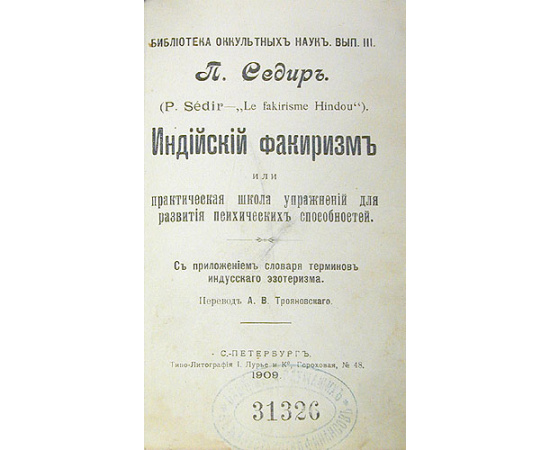 БИБЛІОТЕКА ОККУЛЬТНЫХЪ НАУКЪ. ВЫП. III.
П. Седиръ.
(P. Sédir—„Le fakirisme Hindou“).
Индійскій факиризмъ
или
практическая школа упражненій для
развитія психическихъ способностей.
Съ приложеніемъ словаря терминовъ
индусскаго эзотеризма.
Переводъ А. В. Трояновскаго.
С.-ПЕТЕРБУРГЪ.
Типо-Литографія І. Лурье и Кº, Гороховая, № 48.
1909
31326